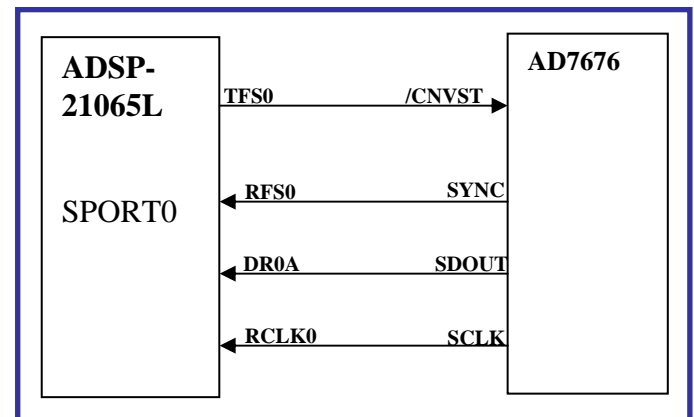 ADSP-
21065L
AD7676
TFS0 /CNVST
RFS0 SYNC
SPORT0
DR0A SDOUT
RCLK0 SCLK